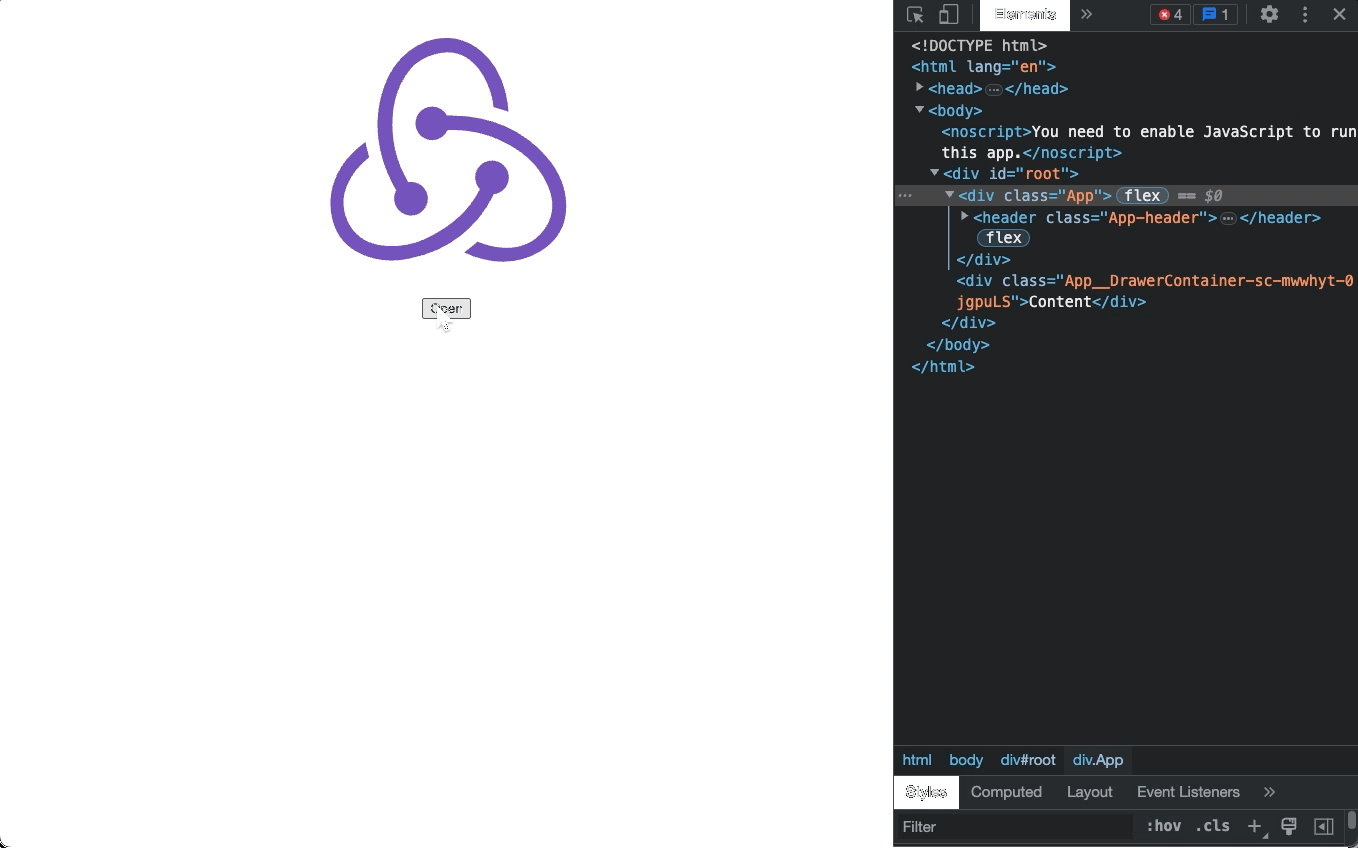 Open
Elements
4
1
<!DOCTYPE html>
<html lang="en">
<head>…</head>
<body>
<noscript>You need to enable JavaScript to run
this app.</noscript>
<div id="root">
… <div class="App"> flex == $0
<header class="App-header">…</header>
flex
</div>
<div class="App__DrawerContainer-sc-mwwhyt-0
jgpuLS">Content</div>
</div>
</body>
</html>
html body div#root div.App
Styles Computed Layout Event Listeners
Filter :hov .cls